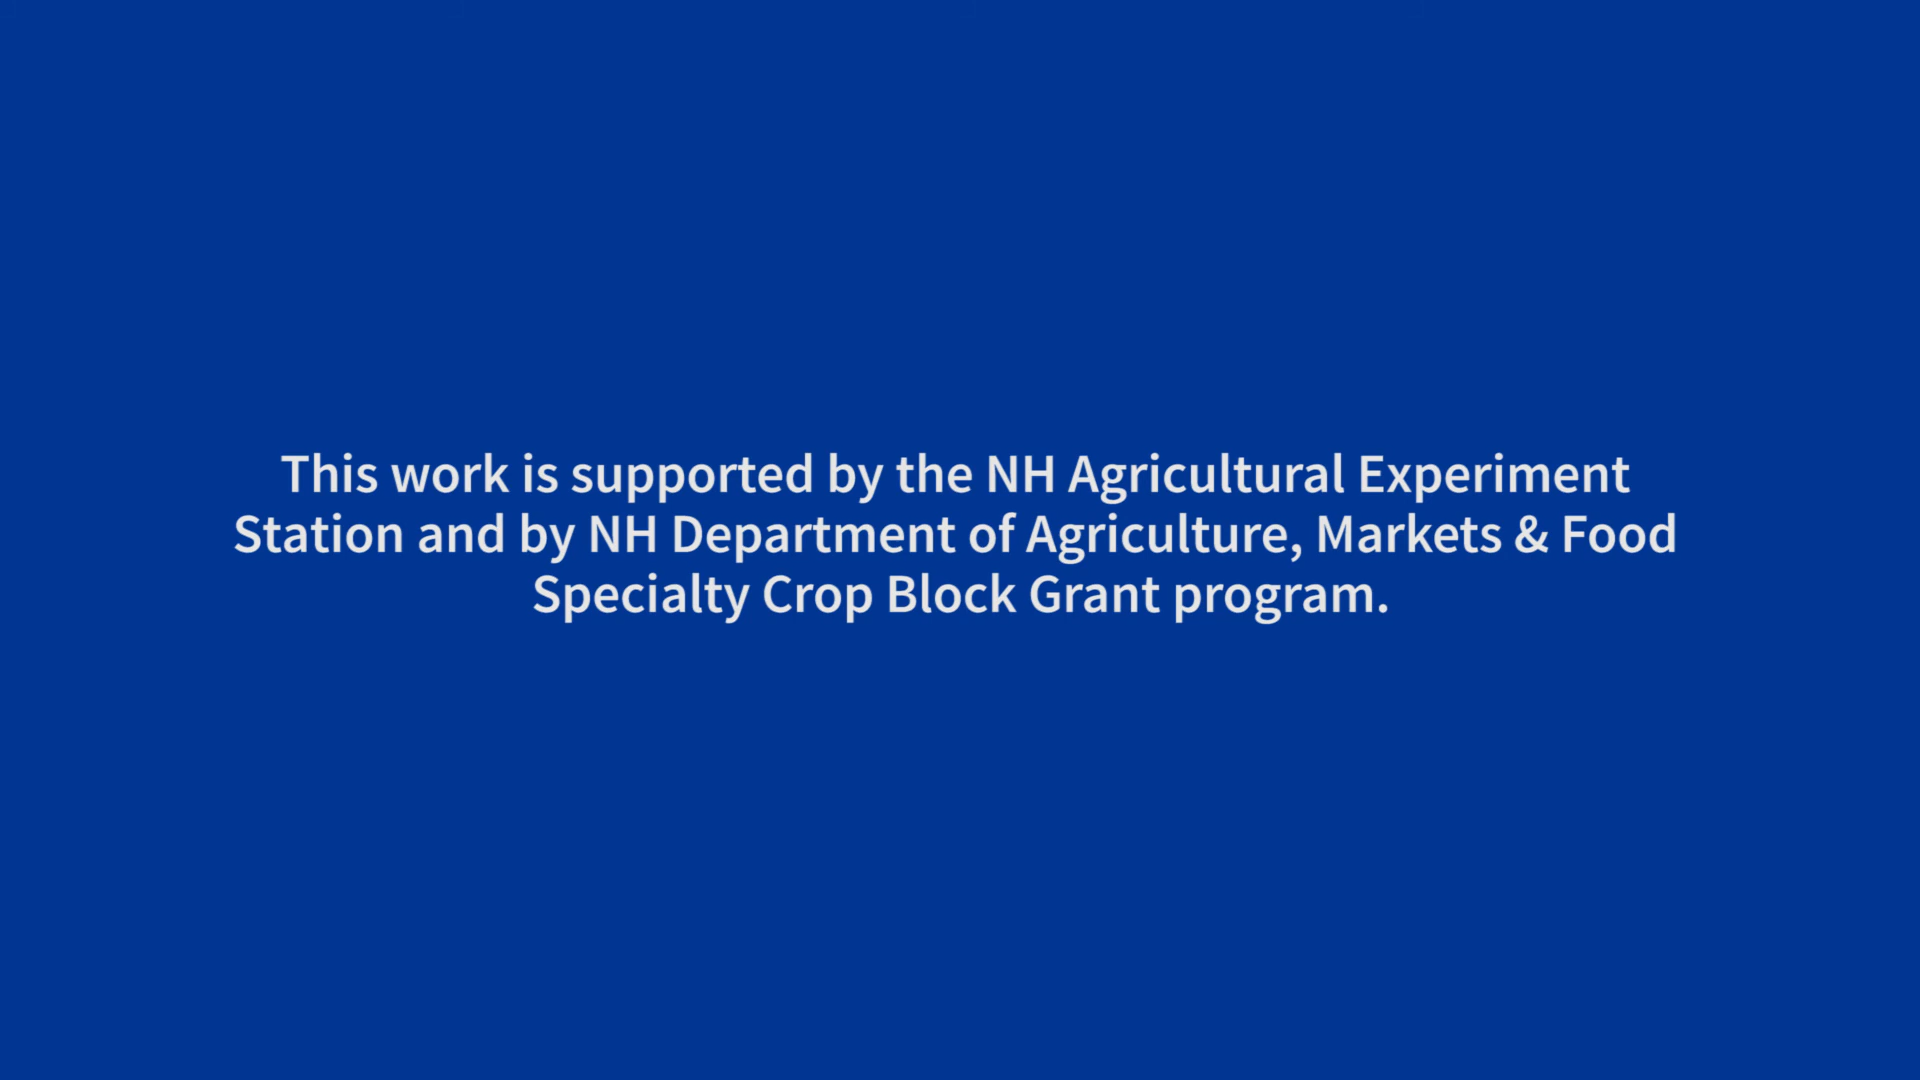 This work is supported by the NH Agricultural Experiment
Station and by NH Department of Agriculture, Markets & Food
Specialty Crop Block Grant program.